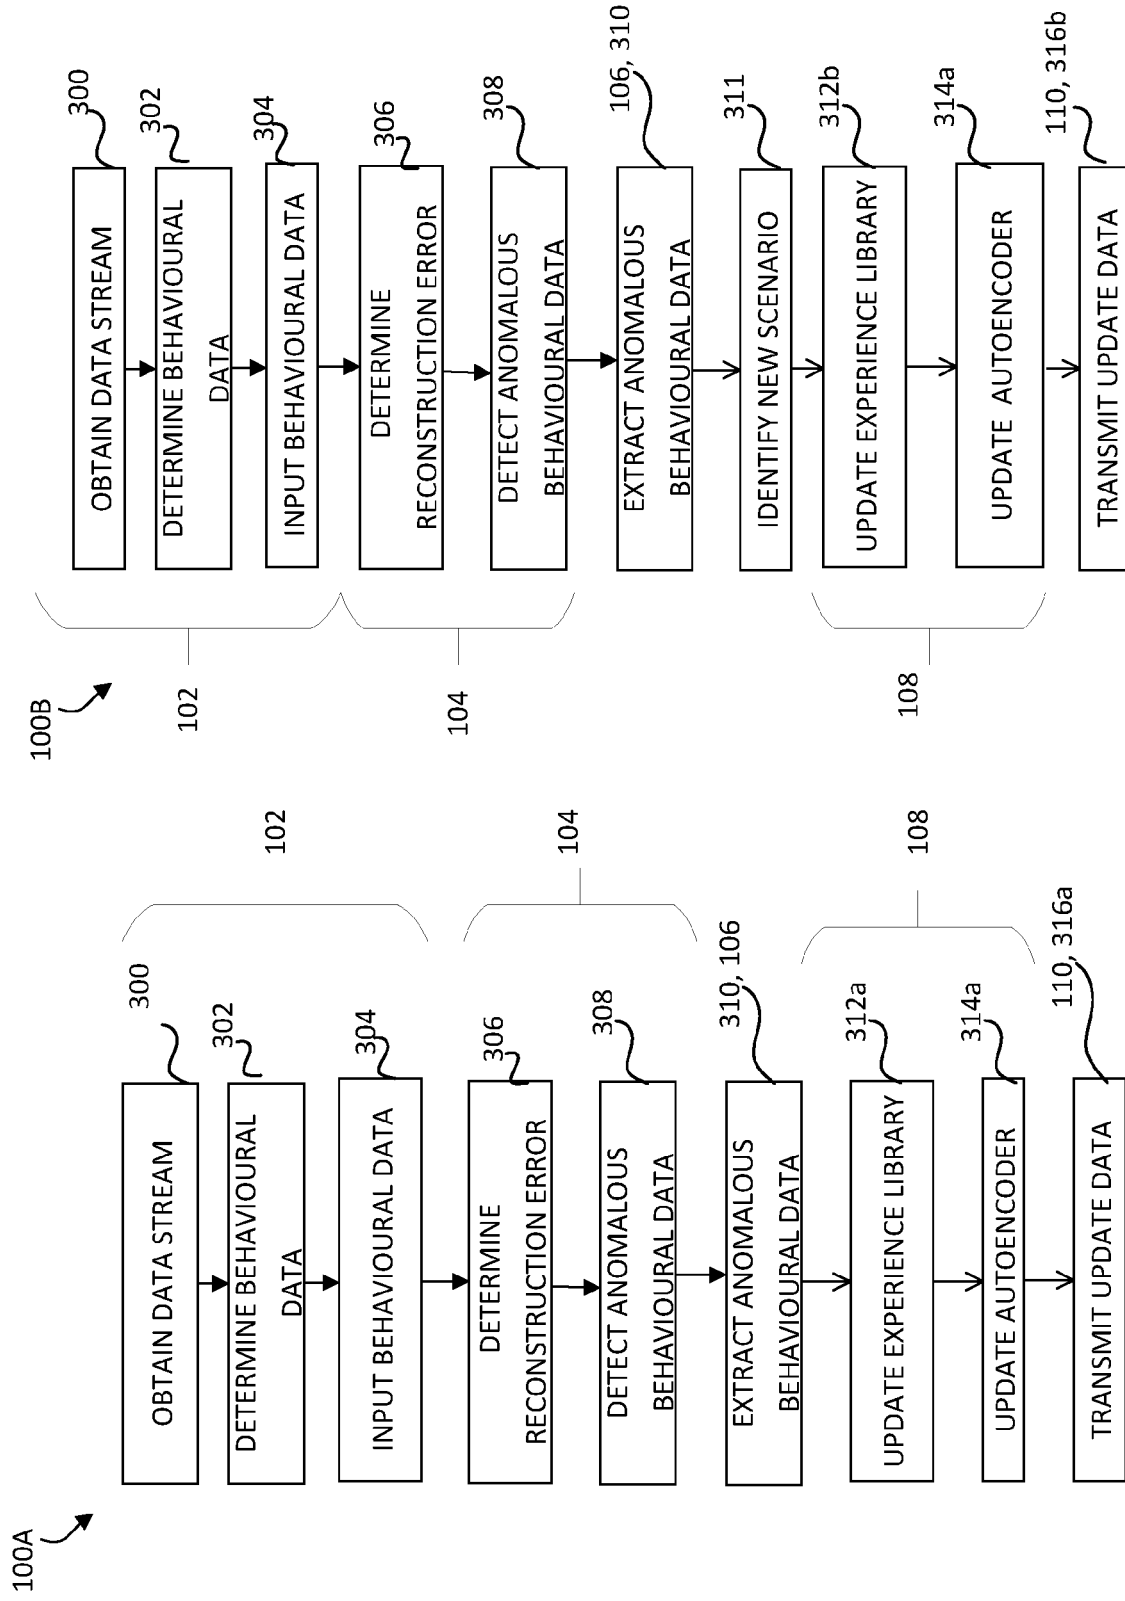 100A
300
OBTAIN DATA STREAM
302
DETERMINE BEHAVIOURAL
DATA
304
INPUT BEHAVIOURAL DATA
102
306
DETERMINE
RECONSTRUCTION ERROR
308
DETECT ANOMALOUS
BEHAVIOURAL DATA
104
310, 106
EXTRACT ANOMALOUS
BEHAVIOURAL DATA
312a
UPDATE EXPERIENCE LIBRARY
314a
UPDATE AUTOENCODER
108
110, 316a
TRANSMIT UPDATE DATA
100B
300
OBTAIN DATA STREAM
302
DETERMINE BEHAVIOURAL
DATA
304
INPUT BEHAVIOURAL DATA
102
306
DETERMINE
RECONSTRUCTION ERROR
308
DETECT ANOMALOUS
BEHAVIOURAL DATA
104
106, 310
EXTRACT ANOMALOUS
BEHAVIOURAL DATA
311
IDENTIFY NEW SCENARIO
312b
UPDATE EXPERIENCE LIBRARY
314a
UPDATE AUTOENCODER
108
110, 316b
TRANSMIT UPDATE DATA